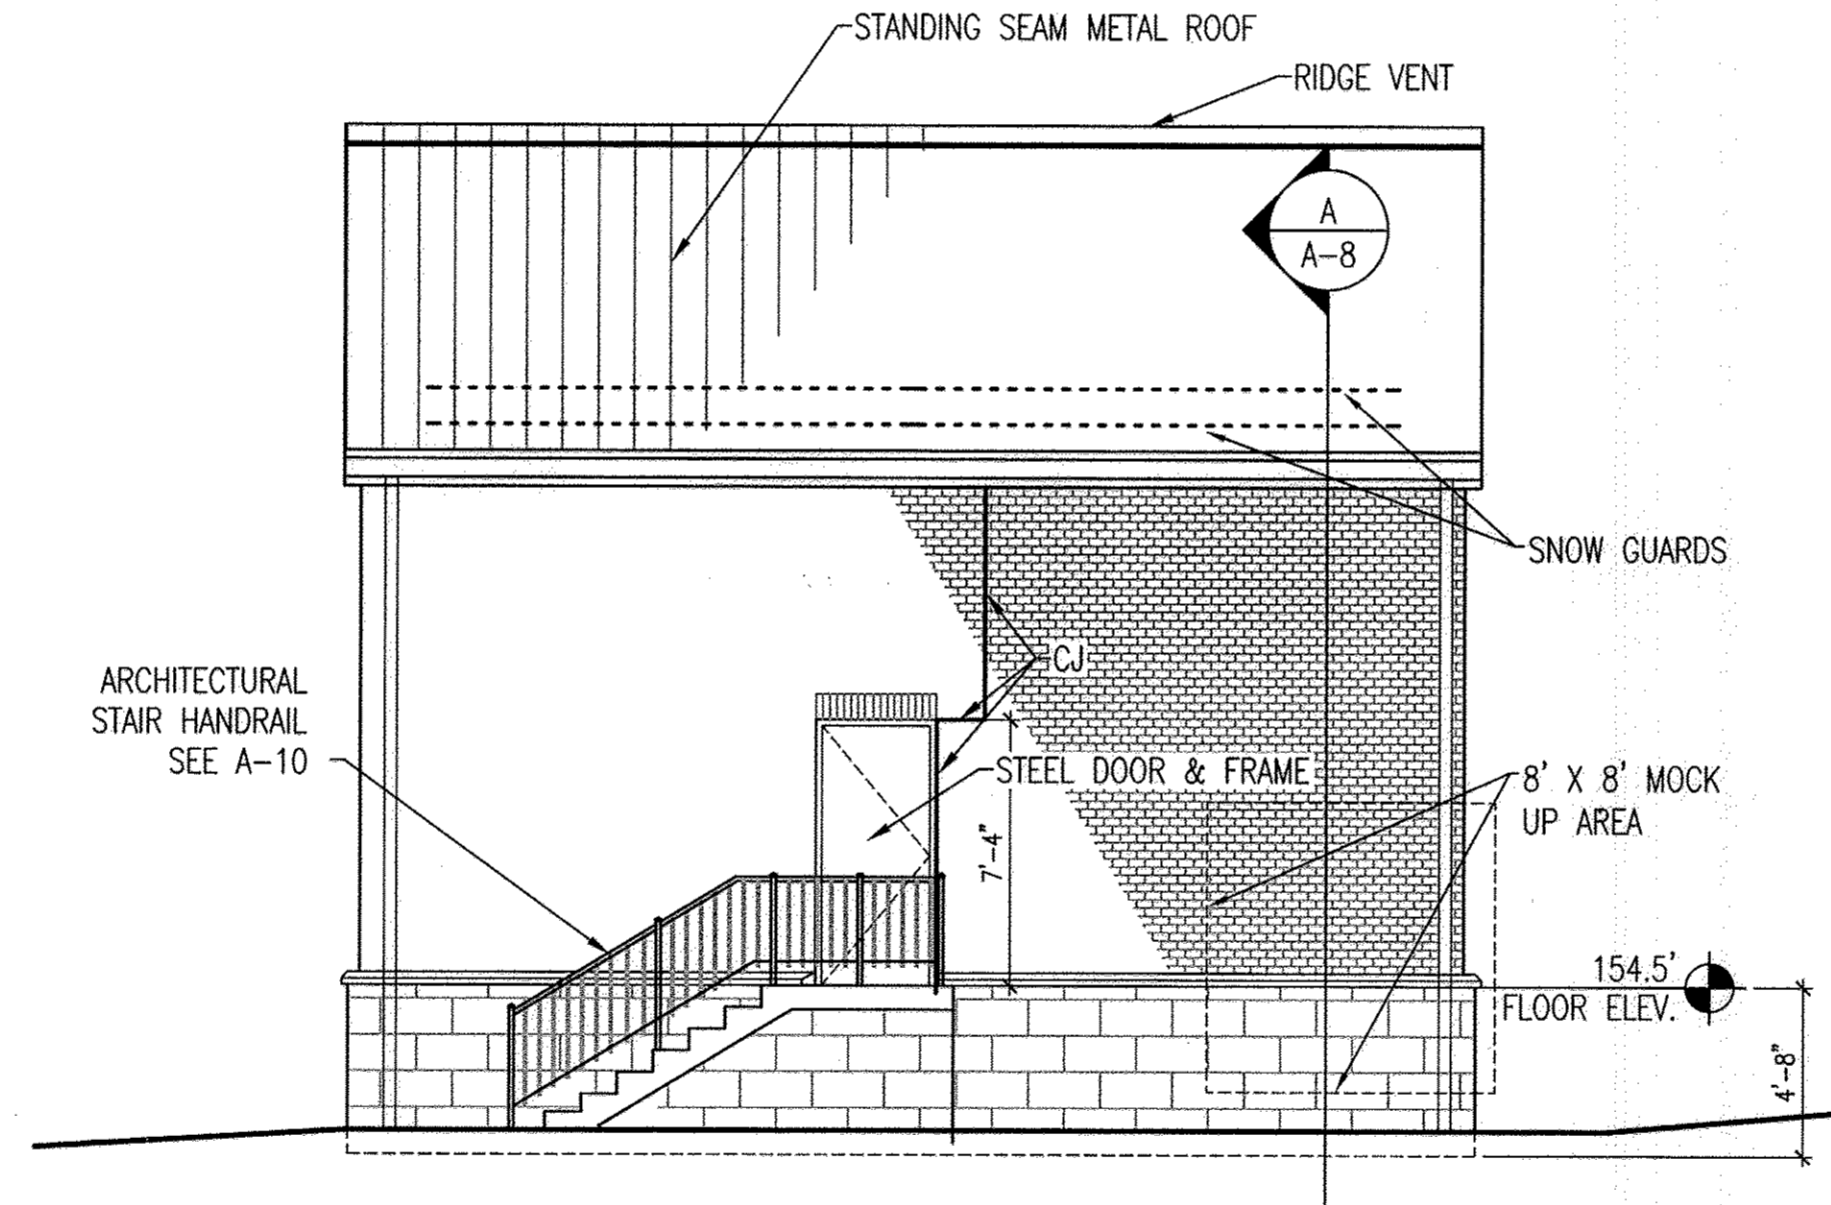 STANDING SEAM METAL ROOF
RIDGE VENT
A
A-8
SNOW GUARDS
CJ
ARCHITECTURAL
STAIR HANDRAIL
SEE A-10
STEEL DOOR & FRAME
8' X 8' MOCK
UP AREA
7'-4"
154.5'
FLOOR ELEV.
4'-8"